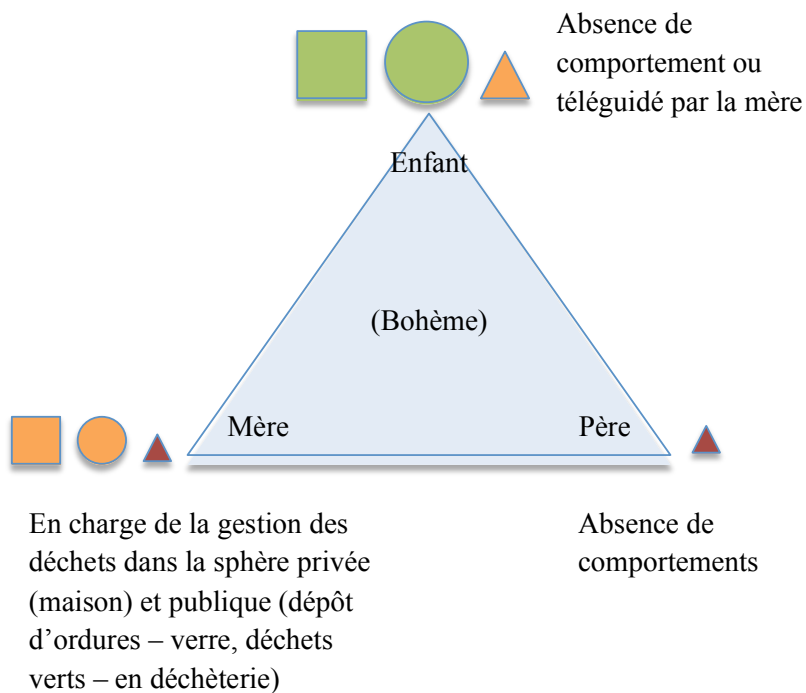 Absence de
comportement ou
téléguidé par la mère
Enfant
(Bohème)
Mère
Père
En charge de la gestion des
déchets dans la sphère privée
(maison) et publique (dépôt
d’ordures – verre, déchets
verts – en déchèterie)
Absence de
comportements